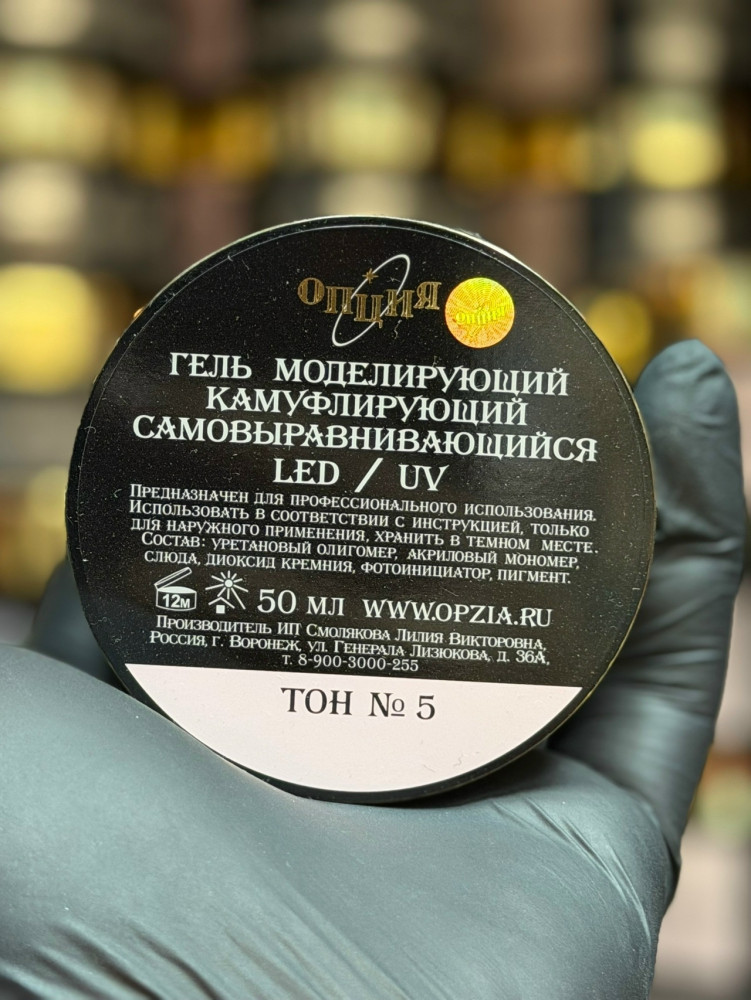 ОПЦИЯ
опция
ГЕЛЬ МОДЕЛИРУЮЩИЙ
КАМУФЛИРУЮЩИЙ
САМОВЫРАВНИВАЮЩИЙСЯ
LED / UV
ПРЕДНАЗНАЧЕН ДЛЯ ПРОФЕССИОНАЛЬНОГО ИСПОЛЬЗОВАНИЯ.
ИСПОЛЬЗОВАТЬ В СООТВЕТСТВИИ С ИНСТРУКЦИЕЙ, ТОЛЬКО
ДЛЯ НАРУЖНОГО ПРИМЕНЕНИЯ, ХРАНИТЬ В ТЕМНОМ МЕСТЕ.
СОСТАВ: УРЕТАНОВЫЙ ОЛИГОМЕР, АКРИЛОВЫЙ МОНОМЕР,
СЛЮДА, ДИОКСИД КРЕМНИЯ, ФОТОИНИЦИАТОР, ПИГМЕНТ.
12М 50 МЛ WWW.OPZIA.RU
ПРОИЗВОДИТЕЛЬ ИП СМОЛЯКОВА ЛИЛИЯ ВИКТОРОВНА,
РОССИЯ, Г. ВОРОНЕЖ, УЛ. ГЕНЕРАЛА ЛИЗЮКОВА, Д. 36А,
Т. 8-900-3000-255
ТОН № 5